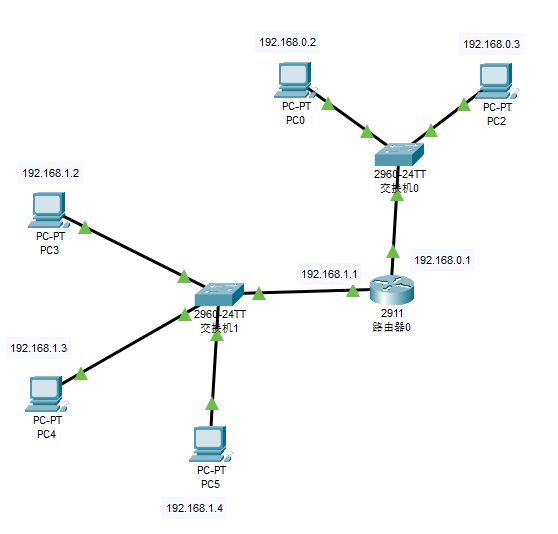 192.168.0.2
192.168.0.3
PC-PT
PC0
PC-PT
PC2
2960-24TT
交换机0
192.168.1.2
PC-PT
PC3
192.168.0.1
192.168.1.1
2911
路由器0
2960-24TT
交换机1
192.168.1.3
PC-PT
PC4
PC-PT
PC5
192.168.1.4